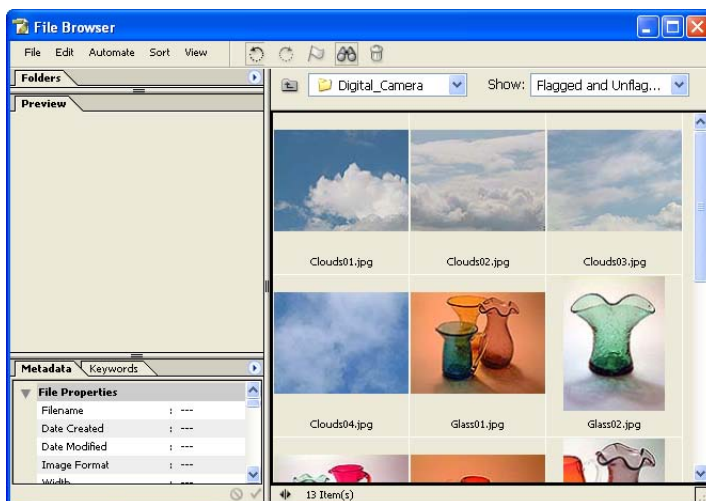 File Browser
File Edit Automate Sort View
Folders
Digital_Camera Show: Flagged and Unflag...
Preview
Clouds01.jpg Clouds02.jpg Clouds03.jpg
Metadata Keywords
File Properties
Filename : ---
Date Created : ---
Date Modified : ---
Image Format : ---
Width : ---
Clouds04.jpg Glass01.jpg Glass02.jpg
13 Item(s)